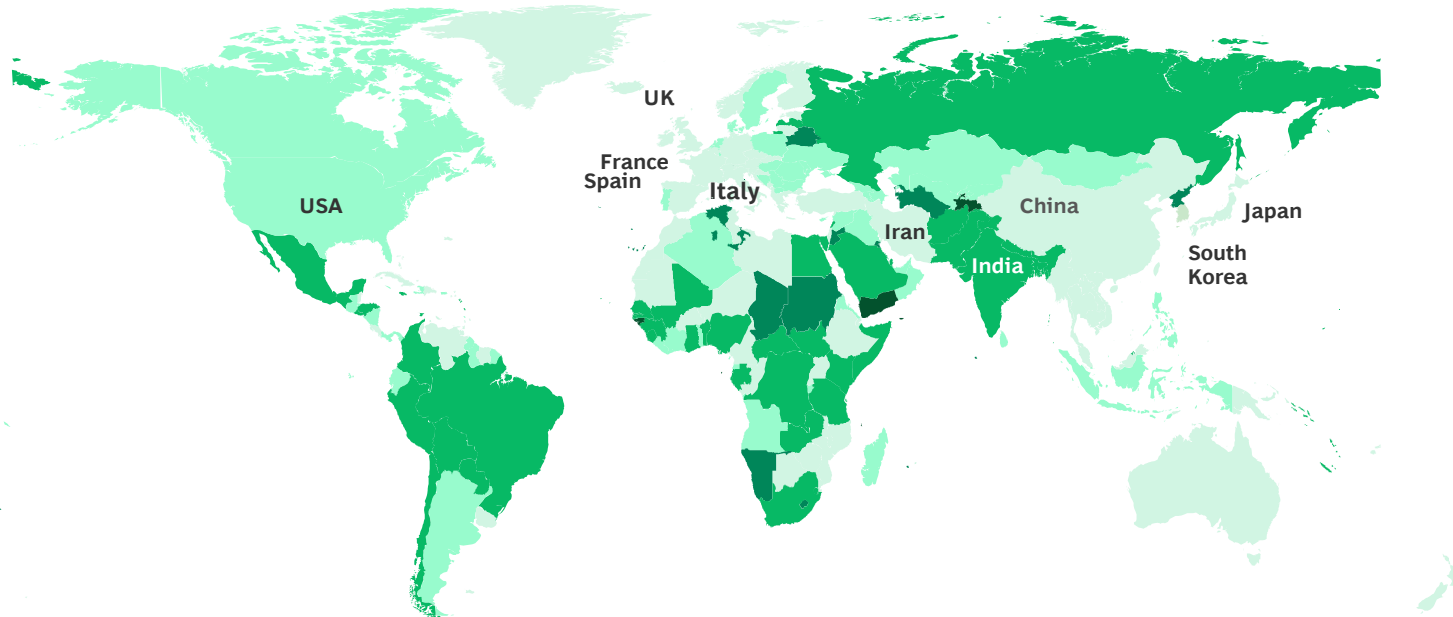 UK
France
Spain
Italy
USA
China
Iran
Japan
India
South
Korea